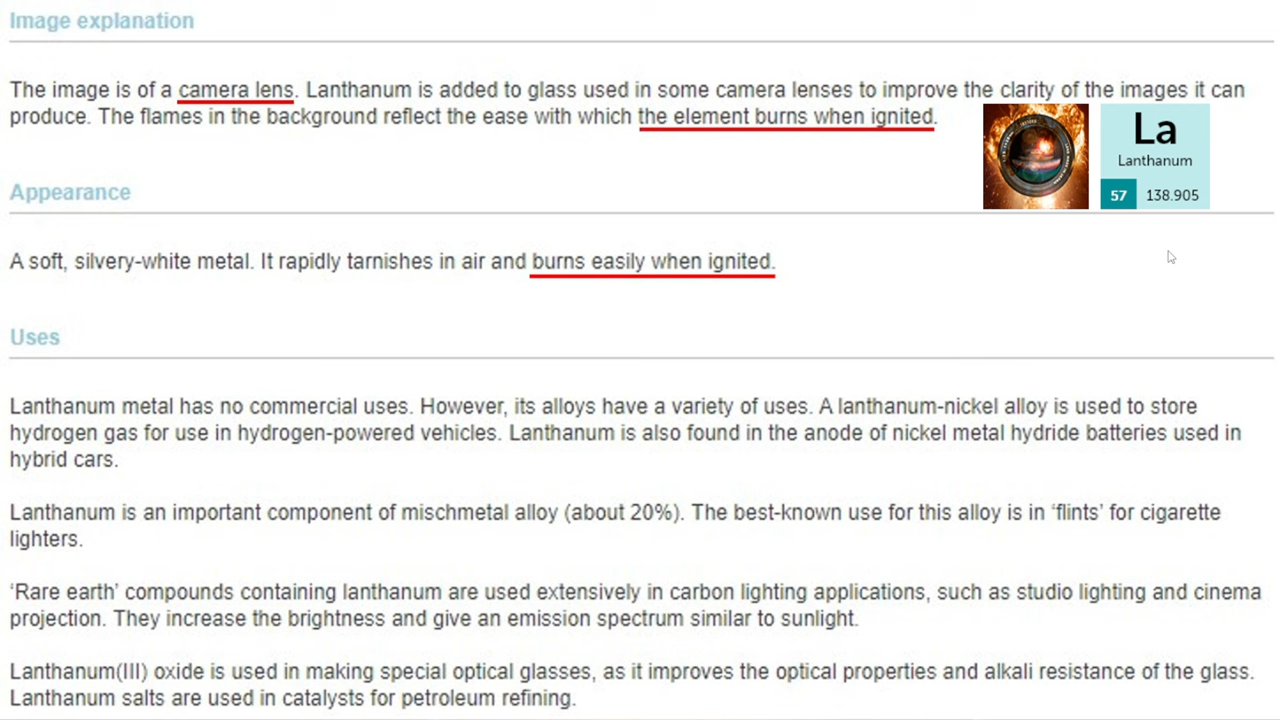 Image explanation
The image is of a camera lens. Lanthanum is added to glass used in some camera lenses to improve the clarity of the images it can
produce. The flames in the background reflect the ease with which the element burns when ignited.
La
Lanthanum
57 138.905
Appearance
A soft, silvery-white metal. It rapidly tarnishes in air and burns easily when ignited.
Uses
Lanthanum metal has no commercial uses. However, its alloys have a variety of uses. A lanthanum-nickel alloy is used to store
hydrogen gas for use in hydrogen-powered vehicles. Lanthanum is also found in the anode of nickel metal hydride batteries used in
hybrid cars.
Lanthanum is an important component of mischmetal alloy (about 20%). The best-known use for this alloy is in ‘flints’ for cigarette
lighters.
‘Rare earth’ compounds containing lanthanum are used extensively in carbon lighting applications, such as studio lighting and cinema
projection. They increase the brightness and give an emission spectrum similar to sunlight.
Lanthanum(III) oxide is used in making special optical glasses, as it improves the optical properties and alkali resistance of the glass.
Lanthanum salts are used in catalysts for petroleum refining.